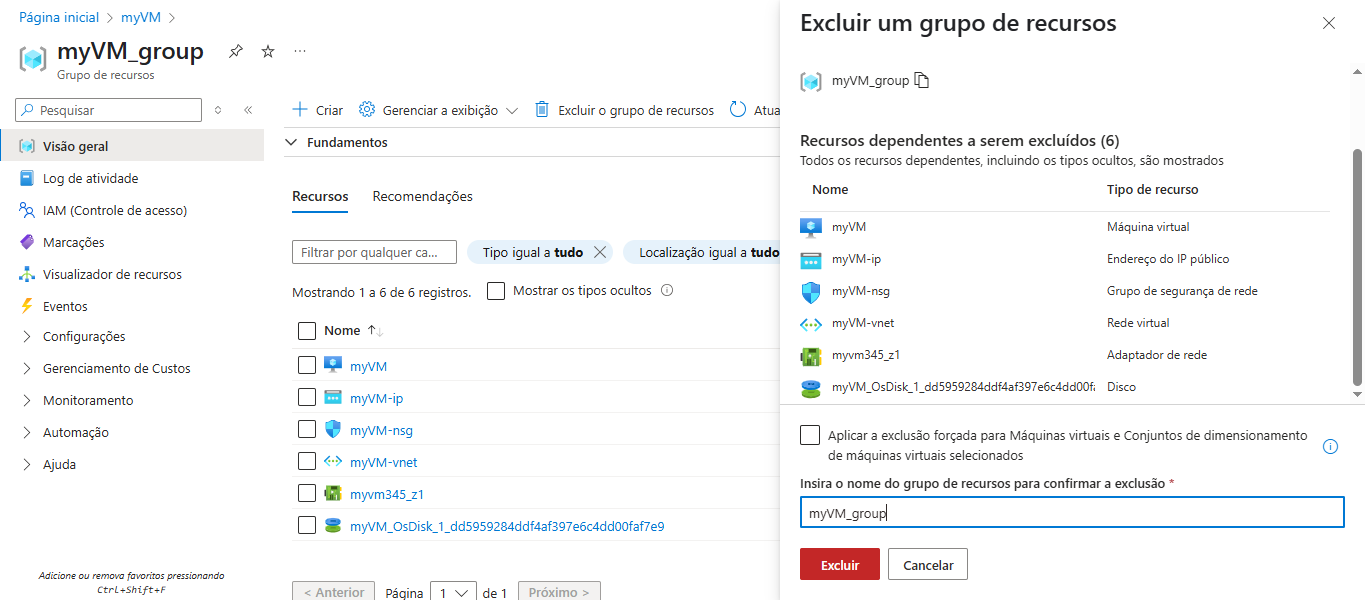 Página inicial > myVM >
myVM_group
Grupo de recursos
Pesquisar
Visão geral
Log de atividade
IAM (Controle de acesso)
Marcações
Visualizador de recursos
Eventos
Configurações
Gerenciamento de Custos
Monitoramento
Automação
Ajuda
Adicione ou remova favoritos pressionando
Ctrl+Shift+F
Criar Gerenciar a exibição Excluir o grupo de recursos Atua
Fundamentos
Recursos Recomendações
Filtrar por qualquer ca... Tipo igual a tudo Localização igual a tudo
Mostrando 1 a 6 de 6 registros. Mostrar os tipos ocultos
Nome
myVM
myVM-ip
myVM-nsg
myVM-vnet
myvm345_z1
myVM_OsDisk_1_dd5959284ddf4af397e6c4dd00faf7e9
< Anterior Página 1 de 1 Próximo >
Excluir um grupo de recursos
myVM_group
Recursos dependentes a serem excluídos (6)
Todos os recursos dependentes, incluindo os tipos ocultos, são mostrados
Nome Tipo de recurso
myVM Máquina virtual
myVM-ip Endereço do IP público
myVM-nsg Grupo de segurança de rede
myVM-vnet Rede virtual
myvm345_z1 Adaptador de rede
myVM_OsDisk_1_dd5959284ddf4af397e6c4dd00fa Disco
Aplicar a exclusão forçada para Máquinas virtuais e Conjuntos de dimensionamento
de máquinas virtuais selecionados
Insira o nome do grupo de recursos para confirmar a exclusão *
myVM_group
Excluir Cancelar